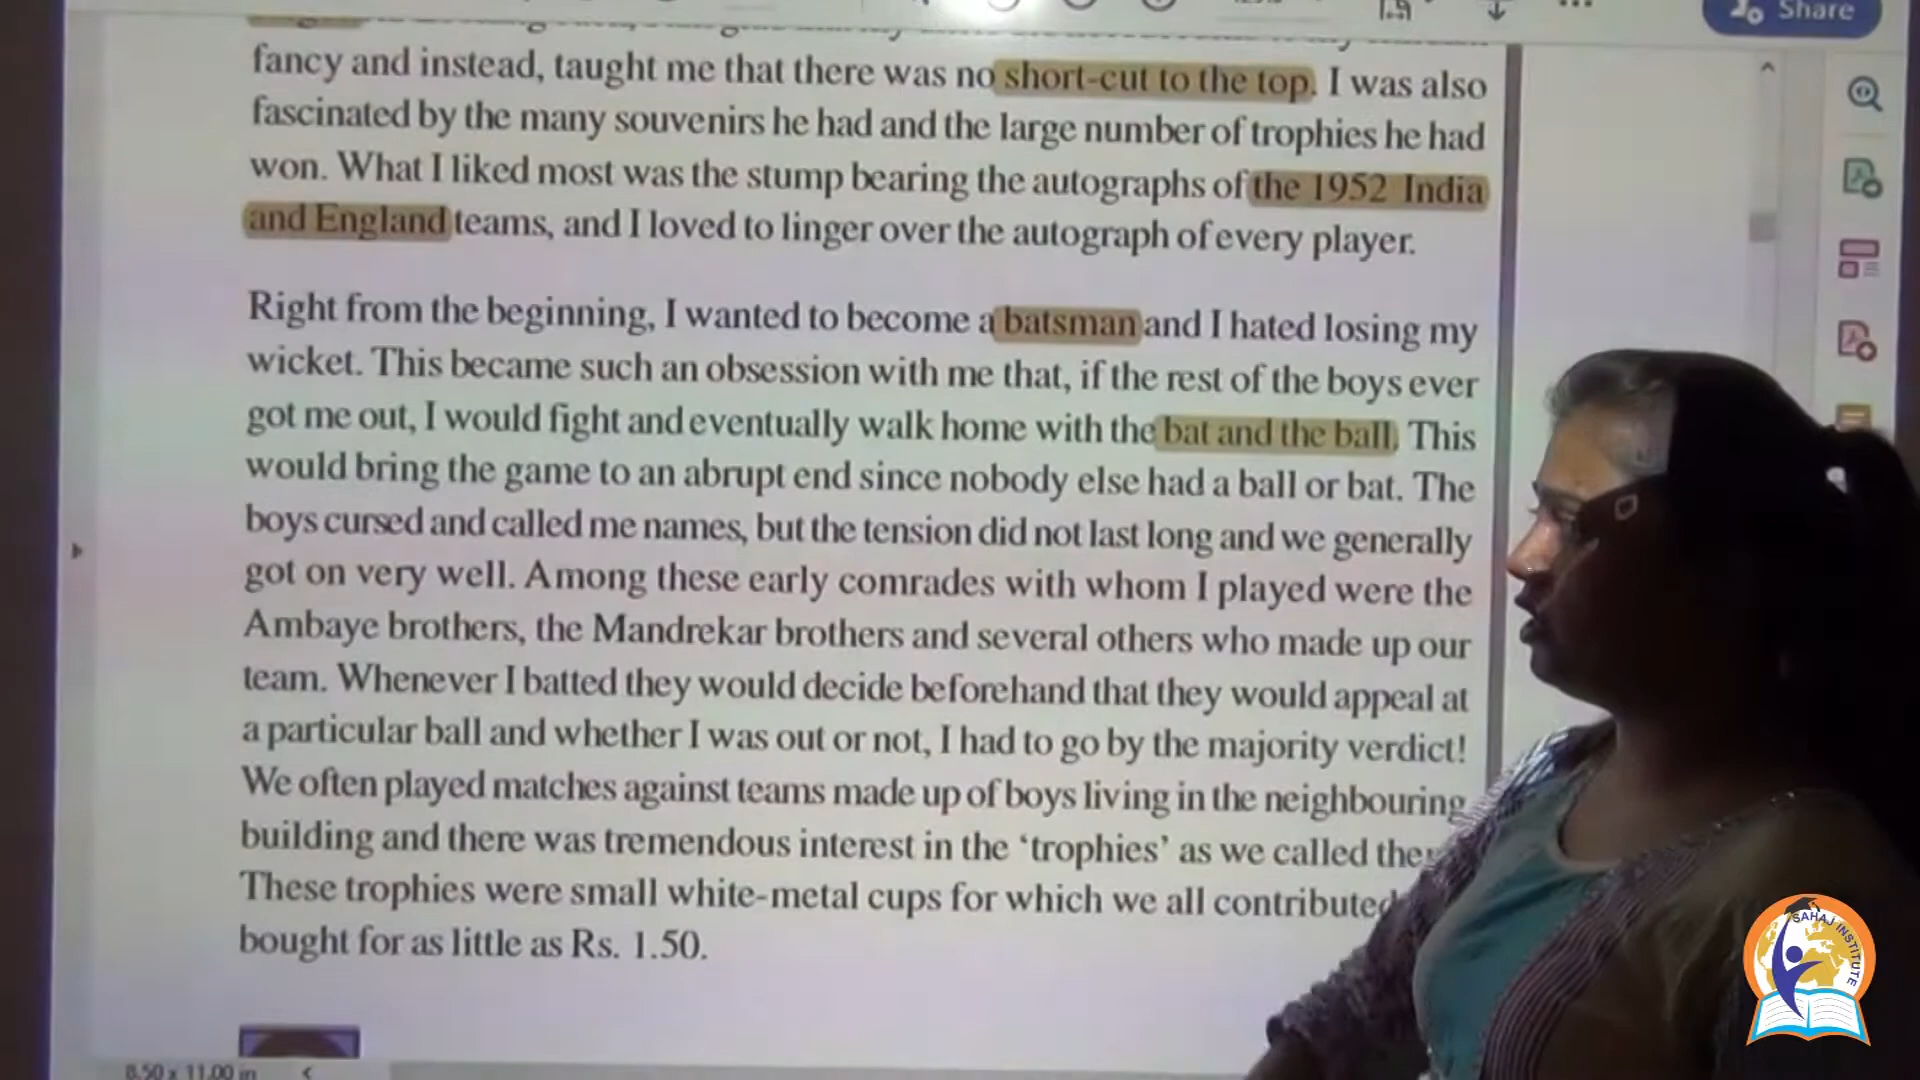 Share
fancy and instead, taught me that there was no short-cut to the top. I was also
fascinated by the many souvenirs he had and the large number of trophies he had
won. What I liked most was the stump bearing the autographs of the 1952 India
and England teams, and I loved to linger over the autograph of every player.
Right from the beginning, I wanted to become a batsman and I hated losing my
wicket. This became such an obsession with me that, if the rest of the boys ever
got me out, I would fight and eventually walk home with the bat and the ball. This
would bring the game to an abrupt end since nobody else had a ball or bat. The
boys cursed and called me names, but the tension did not last long and we generally
got on very well. Among these early comrades with whom I played were the
Ambaye brothers, the Mandrekar brothers and several others who made up our
team. Whenever I batted they would decide beforehand that they would appeal at
a particular ball and whether I was out or not, I had to go by the majority verdict!
We often played matches against teams made up of boys living in the neighbouring
building and there was tremendous interest in the ‘trophies’ as we called
These trophies were small white-metal cups for which we all contributed
bought for as little as Rs. 1.50.
8.50 x 11.00 in
SAHAJ INSTITUTE